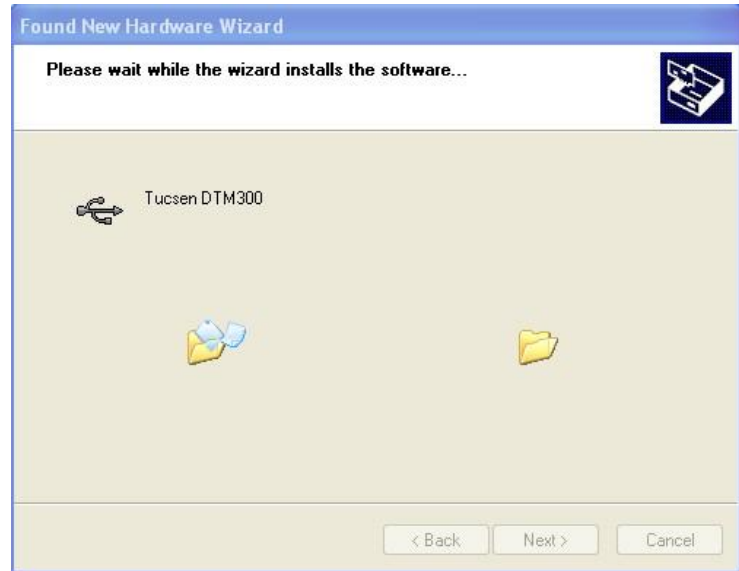 Found New Hardware Wizard
Please wait while the wizard installs the software...
Tucsen DTM300
< Back Next > Cancel